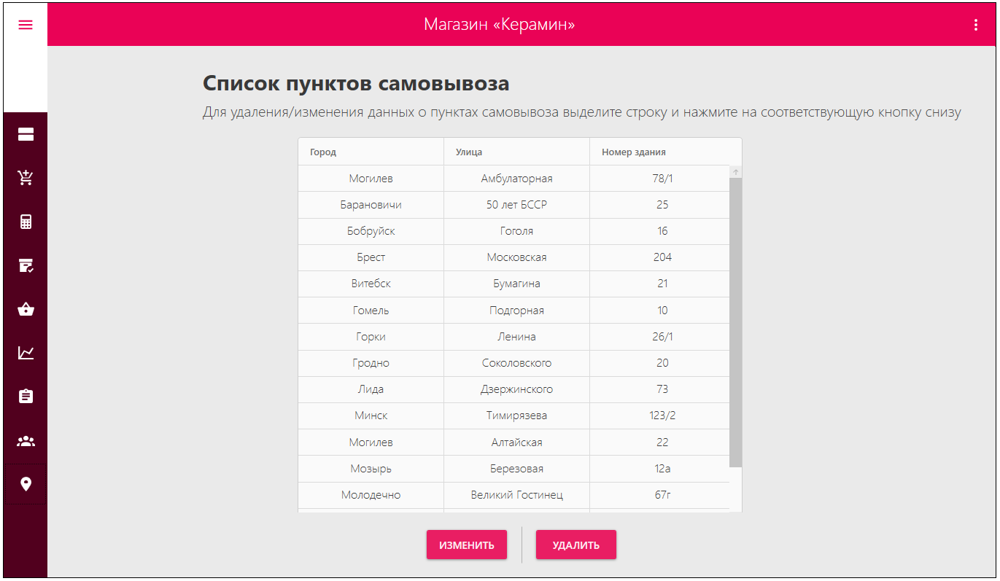 Магазин «Керамин»
Список пунктов самовывоза
Для удаления/изменения данных о пунктах самовывоза выделите строку и нажмите на соответствующую кнопку снизу
Город Улица Номер здания
Могилев Амбулаторная 78/1
Барановичи 50 лет БССР 25
Бобруйск Гоголя 16
Брест Московская 204
Витебск Бумагина 21
Гомель Подгорная 10
Горки Ленина 26/1
Гродно Соколовского 20
Лида Дзержинского 73
Минск Тимирязева 123/2
Могилев Алтайская 22
Мозырь Березовая 12а
Молодечно Великий Гостинец 67г
ИЗМЕНИТЬ УДАЛИТЬ